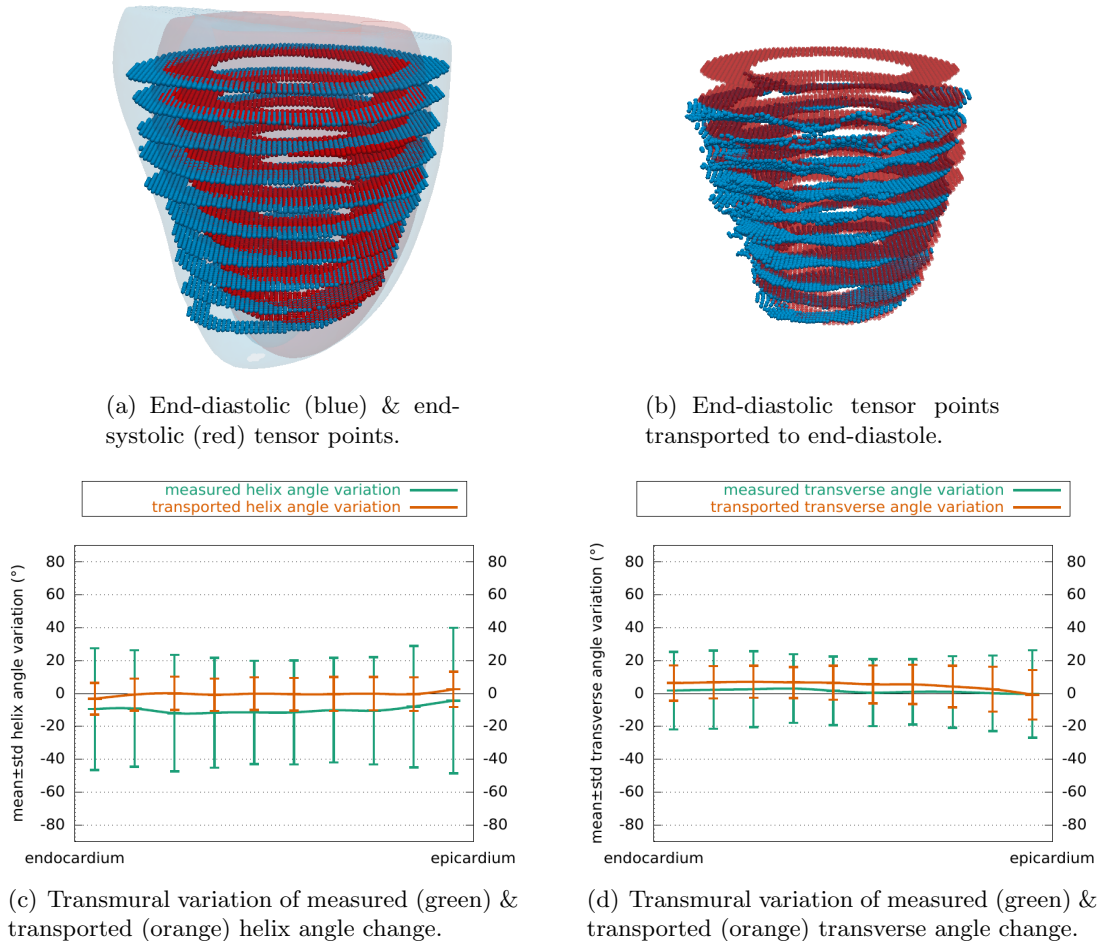 (a) End-diastolic (blue) & end-
systolic (red) tensor points.
(b) End-diastolic tensor points
transported to end-diastole.
measured helix angle variation
transported helix angle variation
mean±std helix angle variation (°)
80
60
40
20
0
-20
-40
-60
-80
80
60
40
20
0
-20
-40
-60
-80
endocardium
epicardium
(c) Transmural variation of measured (green) &
transported (orange) helix angle change.
measured transverse angle variation
transported transverse angle variation
mean±std transverse angle variation (°)
80
60
40
20
0
-20
-40
-60
-80
80
60
40
20
0
-20
-40
-60
-80
endocardium
epicardium
(d) Transmural variation of measured (green) &
transported (orange) transverse angle change.